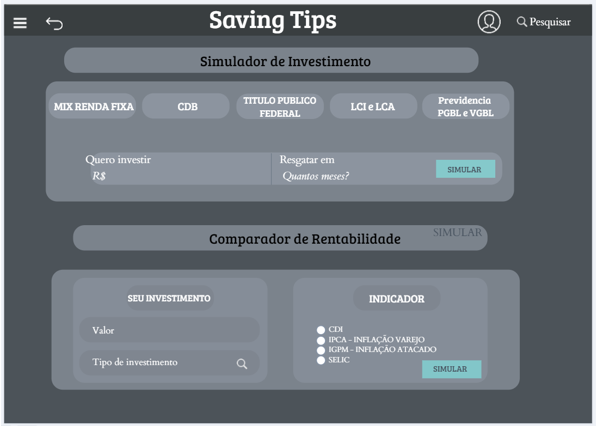 Saving Tips
Pesquisar
Simulador de Investimento
MIX RENDA FIXA
CDB
TITULO PUBLICO
FEDERAL
LCI e LCA
Previdencia
PGBL e VGBL
Quero investir
R$
Resgatar em
Quantos meses?
SIMULAR
SIMULAR
Comparador de Rentabilidade
SEU INVESTIMENTO
Valor
Tipo de investimento
INDICADOR
CDI
IPCA - INFLAÇÃO VAREJO
IGPM - INFLAÇÃO ATACADO
SELIC
SIMULAR